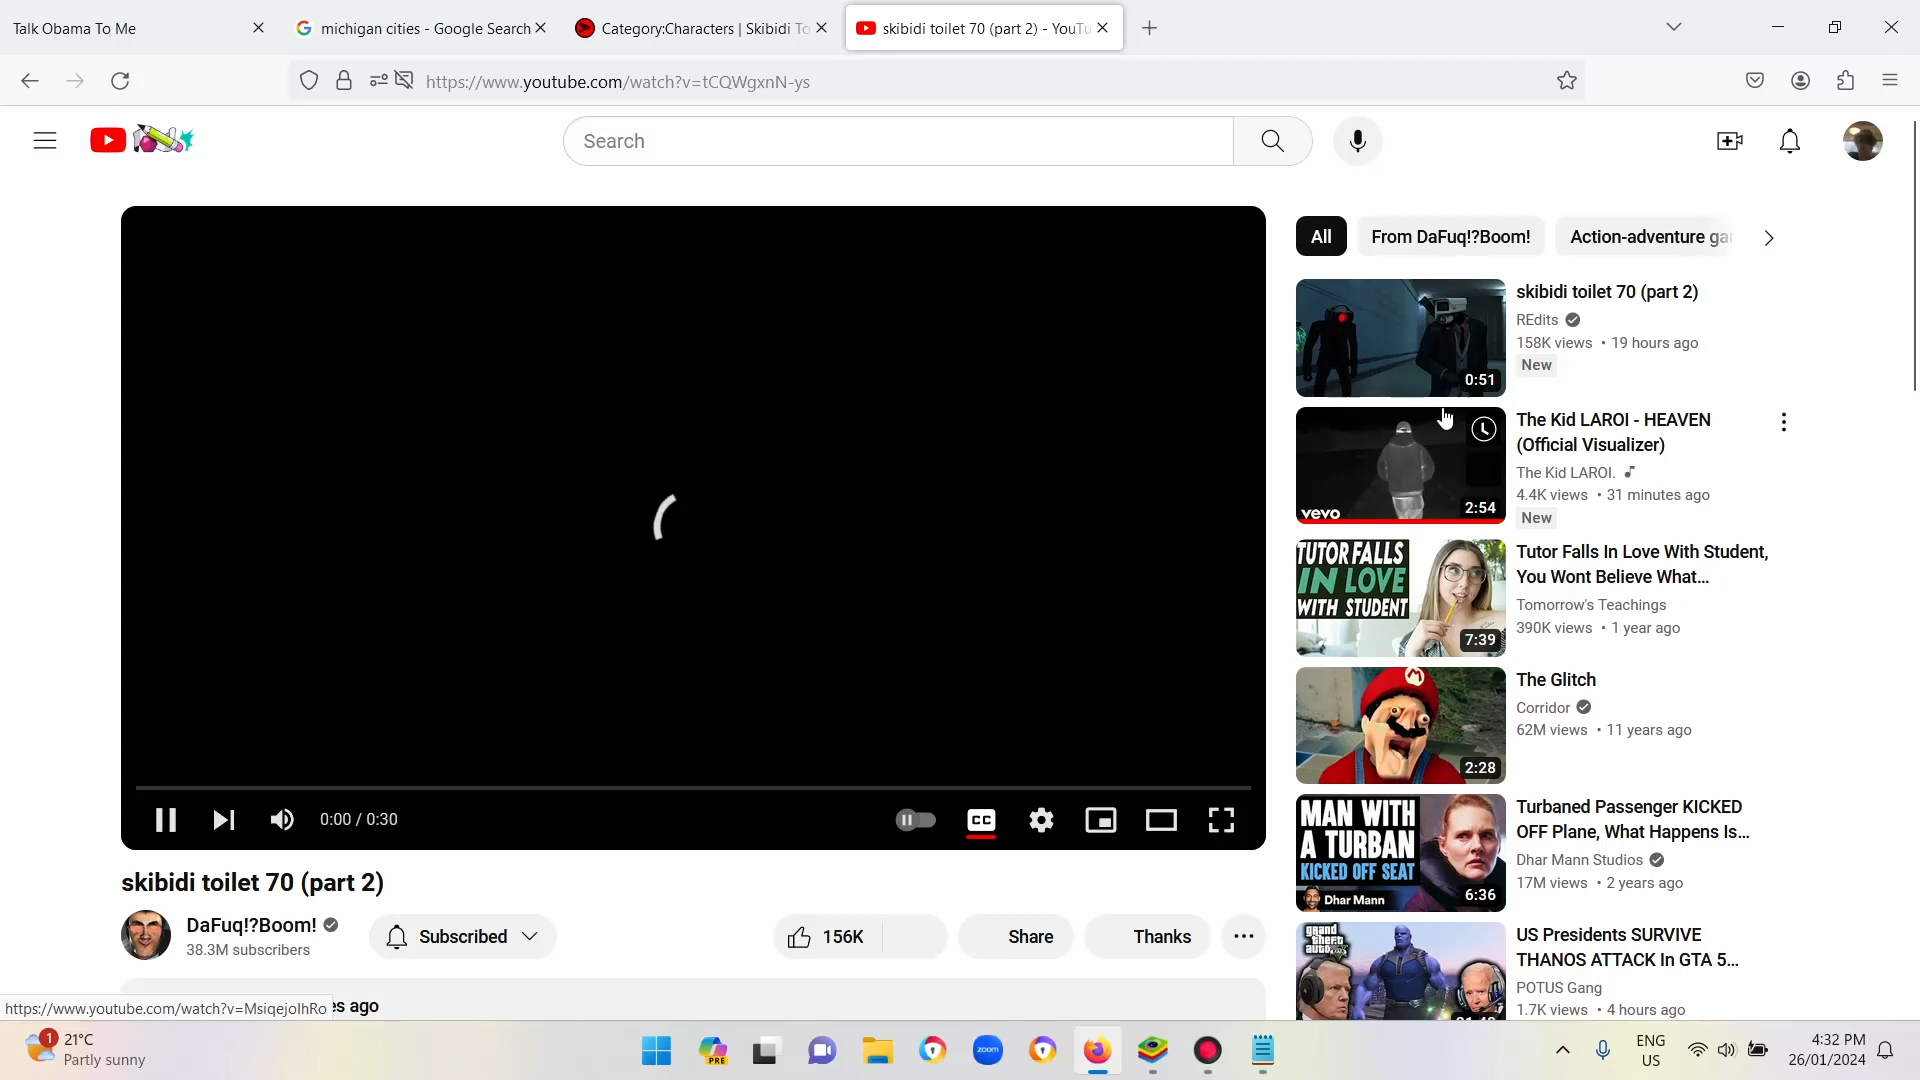 Talk Obama To Me
michigan cities - Google Search
Category:Characters | Skibidi To
skibidi toilet 70 (part 2) - YouTu
https://www.youtube.com/watch?v=tCQWgxnN-ys
Search
All
From DaFuq!?Boom!
Action-adventure ga
skibidi toilet 70 (part 2)
REdits
158K views • 19 hours ago
New
0:51
The Kid LAROI - HEAVEN
(Official Visualizer)
The Kid LAROI.
4.4K views • 31 minutes ago
New
vevo
2:54
TUTOR FALLS
IN LOVE
WITH STUDENT
7:39
Tutor Falls In Love With Student,
You Wont Believe What...
Tomorrow's Teachings
390K views • 1 year ago
M
2:28
The Glitch
Corridor
62M views • 11 years ago
MAN WITH
A TURBAN
KICKED OFF SEAT
Dhar Mann
6:36
Turbaned Passenger KICKED
OFF Plane, What Happens Is...
Dhar Mann Studios
17M views • 2 years ago
grand
theft
auto
US Presidents SURVIVE
THANOS ATTACK In GTA 5...
POTUS Gang
1.7K views • 4 hours ago
0:00 / 0:30
CC
skibidi toilet 70 (part 2)
DaFuq!?Boom!
38.3M subscribers
Subscribed
156K
Share
Thanks
https://www.youtube.com/watch?v=MsiqejolhRo
es ago
1
21°C
Partly sunny
PRE
zoom
ENG
US
4:32 PM
26/01/2024